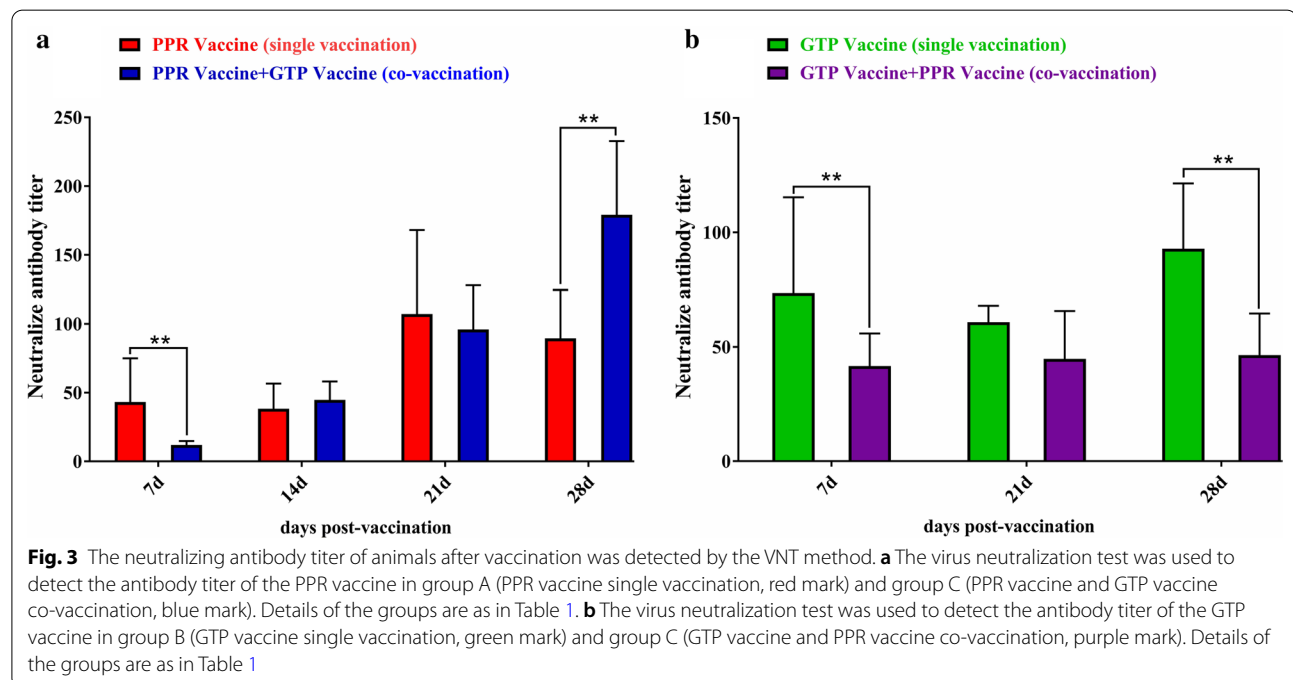 a
PPR Vaccine (single vaccination)
PPR Vaccine+GTP Vaccine (co-vaccination)
Neutralize antibody titer
250
200
150
100
50
0
**
**
7d
14d
21d
28d
days post-vaccination
b
GTP Vaccine (single vaccination)
GTP Vaccine+PPR Vaccine (co-vaccination)
Neutralize antibody titer
150
100
50
0
**
**
7d
21d
28d
days post-vaccination
Fig. 3 The neutralizing antibody titer of animals after vaccination was detected by the VNT method. a The virus neutralization test was used to
detect the antibody titer of the PPR vaccine in group A (PPR vaccine single vaccination, red mark) and group C (PPR vaccine and GTP vaccine
co-vaccination, blue mark). Details of the groups are as in Table 1. b The virus neutralization test was used to detect the antibody titer of the GTP
vaccine in group B (GTP vaccine single vaccination, green mark) and group C (GTP vaccine and PPR vaccine co-vaccination, purple mark). Details of
the groups are as in Table 1